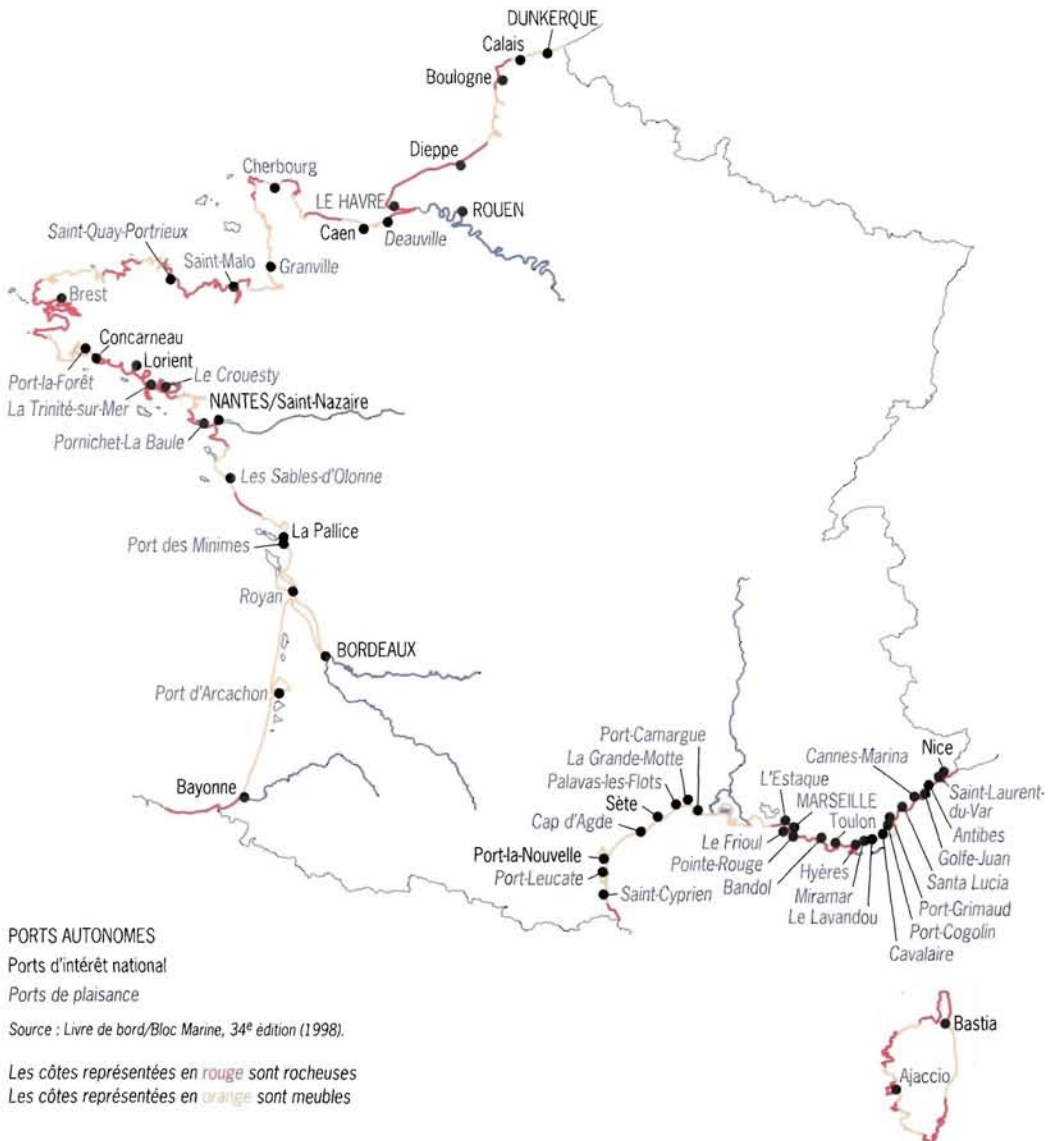 DUNKERQUE
Calais
Boulogne
Dieppe
Cherbourg
LE HAVRE
ROUEN
Caen
Deauville
Saint-Quay-Portrieux
Saint-Malo
Granville
Brest
Concarneau
Lorient
Port-la-Forêt
Le Crouesty
La Trinité-sur-Mer
NANTES/Saint-Nazaire
Pornichet-La Baule
Les Sables-d'Olonne
La Pallice
Port des Minimes
Royan
BORDEAUX
Port d'Arcachon
Bayonne
Port-Camargue
La Grande-Motte
Palavas-les-Flots
Sète
Cap d'Agde
Port-la-Nouvelle
Port-Leucate
Saint-Cyprien
Cannes-Marina
Nice
L'Estaque
MARSEILLE
Toulon
Saint-Laurent-
du-Var
Le Frioul
Antibes
Pointe-Rouge
Hyères
Golfe-Juan
Bandol
Miramar
Santa Lucia
Le Lavandou
Port-Grimaud
Port-Cogolin
Cavalaire
PORTS AUTONOMES
Ports d'intérêt national
Ports de plaisance
Source : Livre de bord/Bloc Marine, 34e édition (1998).
Les côtes représentées en rouge sont rocheuses
Les côtes représentées en orange sont meubles
Bastia
Ajaccio